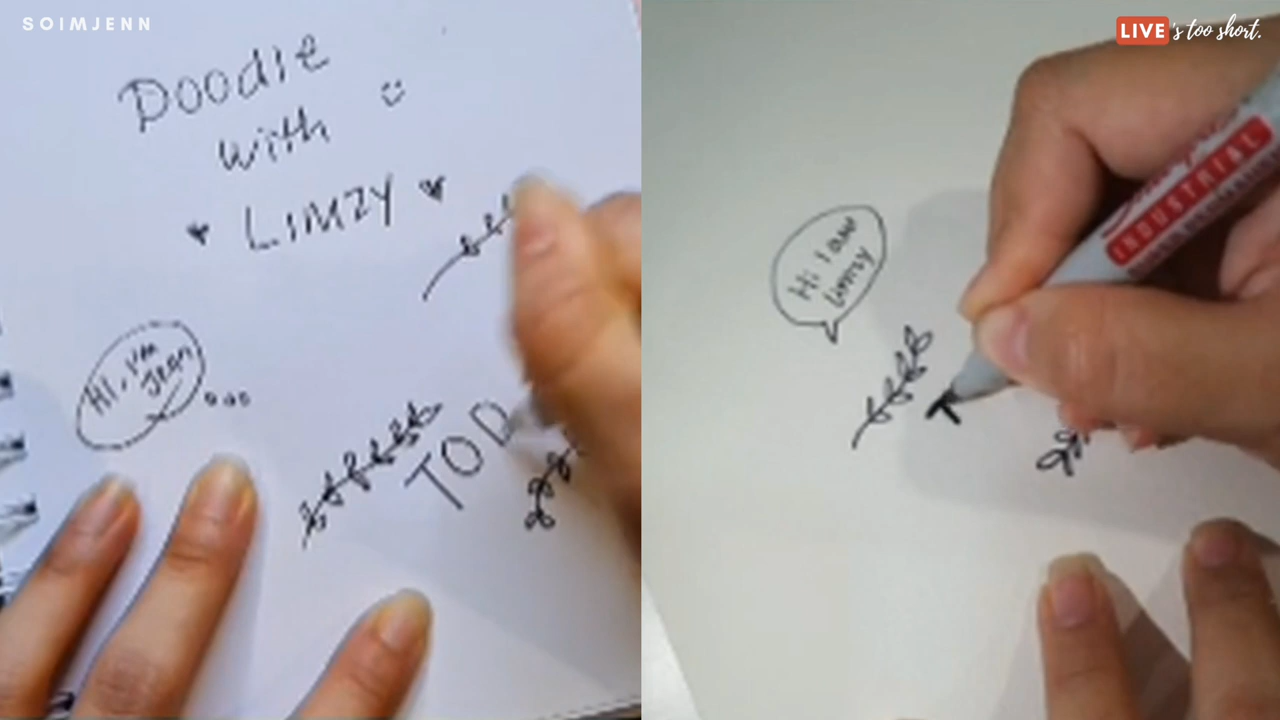 SOIMJENN
LIVE's too short.
Doodle
with
Limzy
Hi, I'm
Jenn
TOD
Hi I am
Limzy
T
INDUSTRIAL